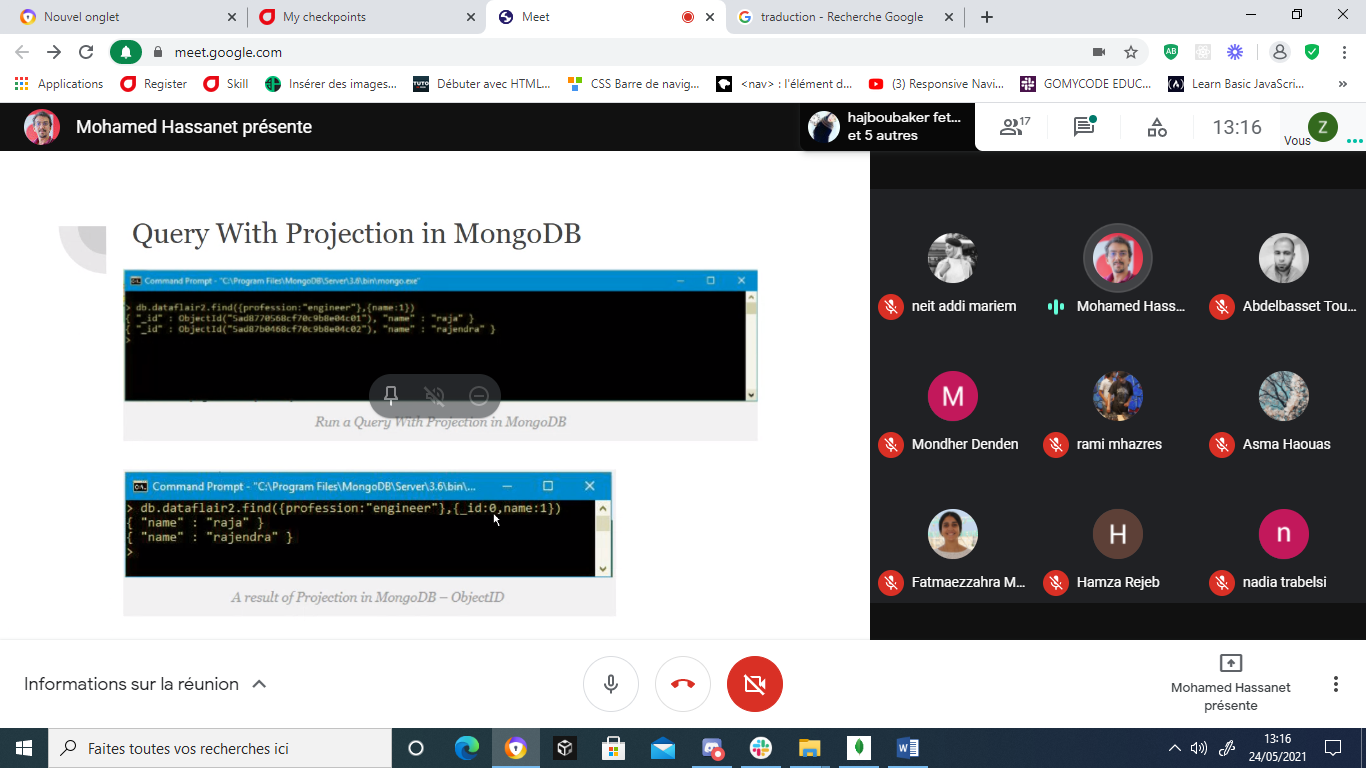 Nouvel onglet
My checkpoints
Meet
traduction - Recherche Google
meet.google.com
Applications
Register
Skill
Insérer des images...
Débuter avec HTML...
CSS Barre de navig...
<nav> : l'élément d...
(3) Responsive Navi...
GOMYCODE EDUC...
Learn Basic JavaScri...
Mohamed Hassanet présente
hajboubaker fet...
et 5 autres
17
13:16
Vous
Z
Query With Projection in MongoDB
Command Prompt - "C:\Program Files\MongoDB\Server\3.6\bin\mongo.exe"
> db.dataflair2.find({profession:"engineer"},{name:1})
{ "_id" : ObjectId("5ad8770568cf70c9b8e04c01"), "name" : "raja" }
{ "_id" : ObjectId("5ad87b0468cf70c9b8e04c02"), "name" : "rajendra" }
>
Run a Query With Projection in MongoDB
Command Prompt - "C:\Program Files\MongoDB\Server\3.6\bin\...
> db.dataflair2.find({profession:"engineer"},{_id:0,name:1})
{ "name" : "raja" }
{ "name" : "rajendra" }
>
A result of Projection in MongoDB – ObjectID
neit addi mariem
Mohamed Hass...
Abdelbasset Tou...
M
Mondher Denden
rami mhazres
Asma Haouas
Fatmaezzahra M...
H
Hamza Rejeb
n
nadia trabelsi
Informations sur la réunion
Mohamed Hassanet
présente
Faites toutes vos recherches ici
13:16
24/05/2021